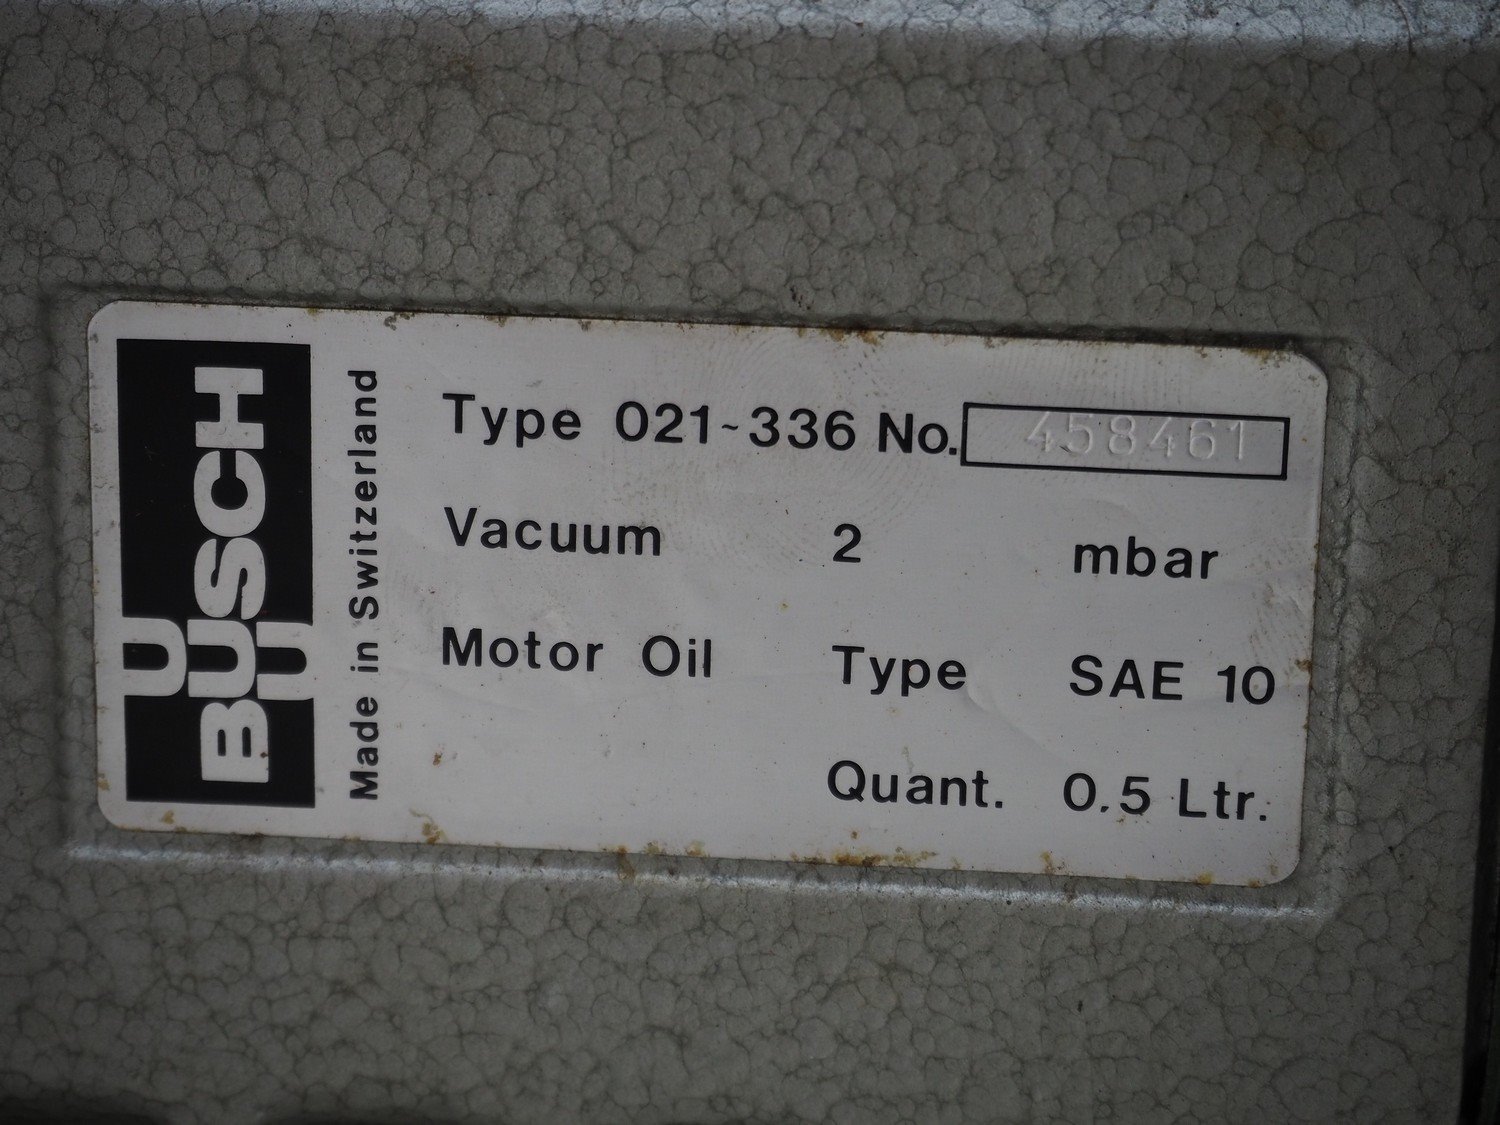 BUSCH
U U
Made in Switzerland
Type 021-336 No. 458461
Vacuum 2 mbar
Motor Oil Type SAE 10
Quant. 0.5 Ltr.